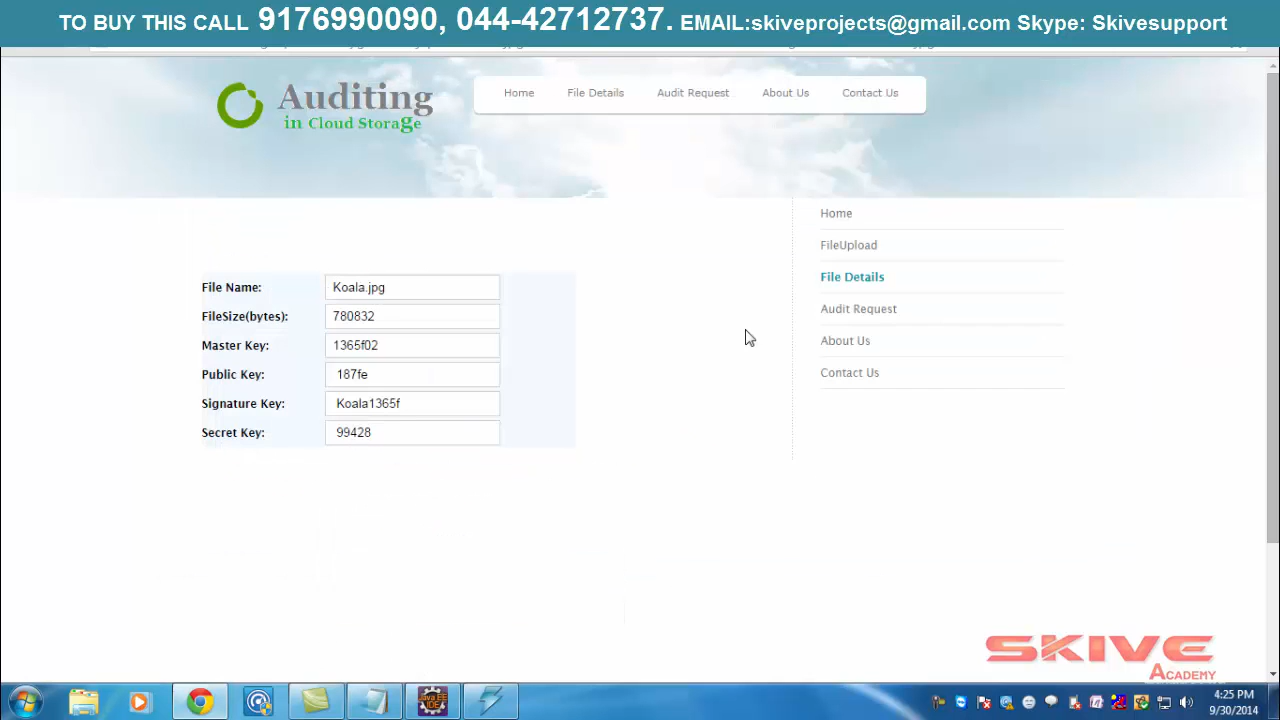 TO BUY THIS CALL 9176990090, 044-42712737. EMAIL:skiveprojects@gmail.com Skype: Skivesupport
Auditing
in Cloud Storage
Home File Details Audit Request About Us Contact Us
Home
FileUpload
File Details
Audit Request
About Us
Contact Us
File Name: Koala.jpg
FileSize(bytes): 780832
Master Key: 1365f02
Public Key: 187fe
Signature Key: Koala1365f
Secret Key: 99428
SKIVE
ACADEMY
Java EE
IDE
4:25 PM
9/30/2014